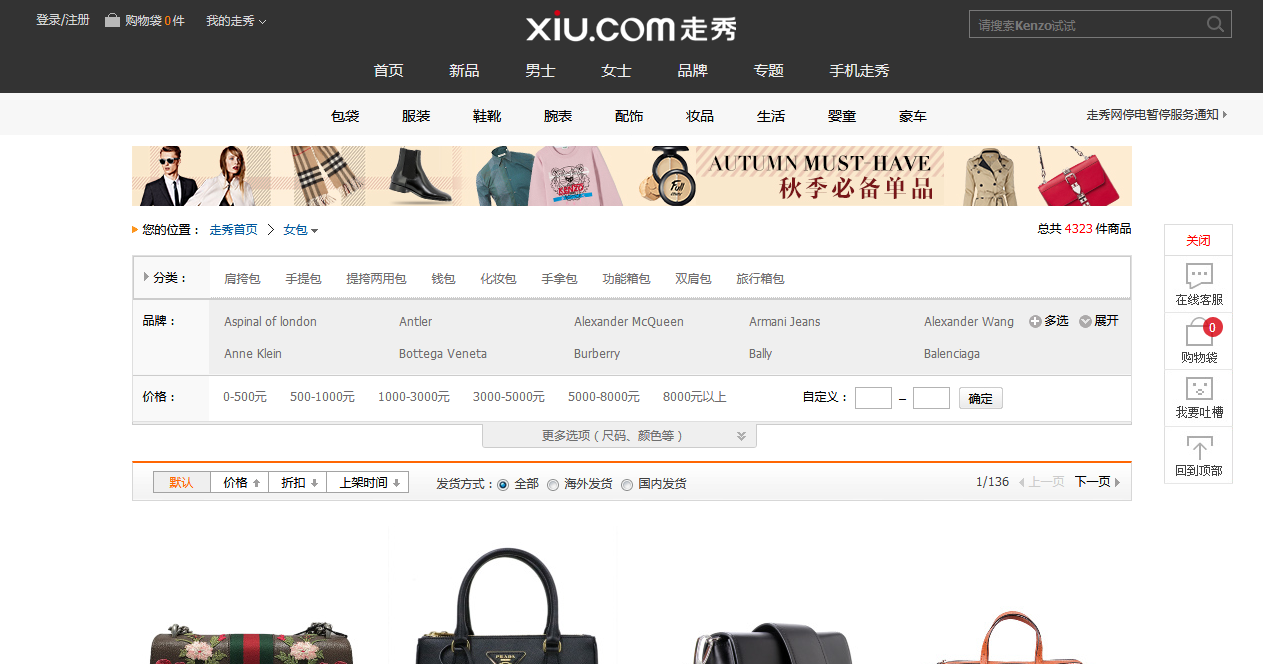 登录/注册 购物袋0件 我的走秀
xiu.com走秀
请搜索Kenzo试试
首页 新品 男士 女士 品牌 专题 手机走秀
包袋 服装 鞋靴 腕表 配饰 妆品 生活 婴童 豪车 走秀网停电暂停服务通知
AUTUMN MUST-HAVE
秋季必备单品
KENZO
Full
您的位置： 走秀首页 > 女包 总共 4323 件商品
分类： 肩挎包 手提包 提挎两用包 钱包 化妆包 手拿包 功能箱包 双肩包 旅行箱包
品牌： Aspinal of london Antler Alexander McQueen Armani Jeans Alexander Wang 多选 展开
Anne Klein Bottega Veneta Burberry Bally Balenciaga
价格： 0-500元 500-1000元 1000-3000元 3000-5000元 5000-8000元 8000元以上 自定义： – 确定
更多选项（尺码、颜色等）
默认 价格 折扣 上架时间 发货方式： 全部 海外发货 国内发货 1/136 上一页 下一页
关闭
在线客服
0
购物袋
我要吐槽
回到顶部
PRADA